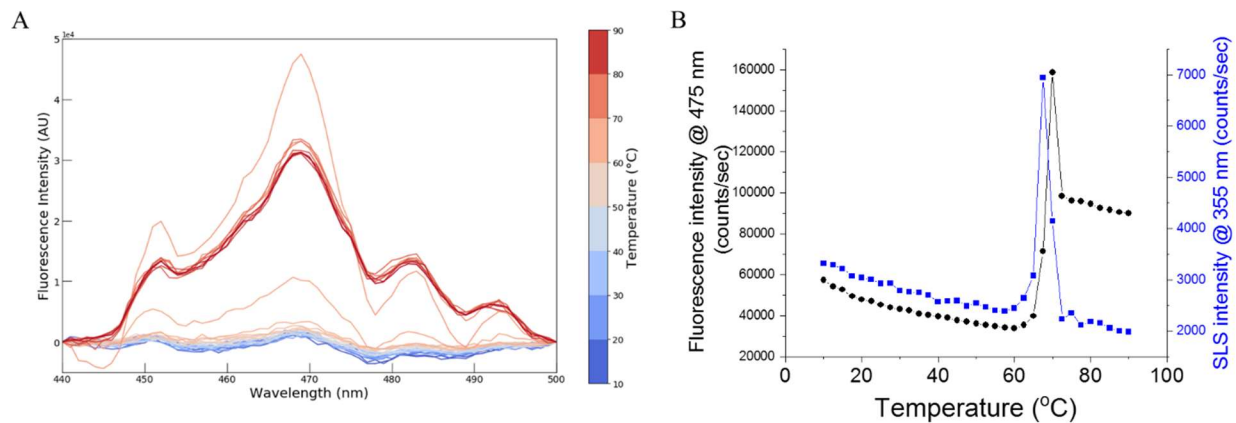 A
5 1e4
4
3
2
1
0
440 450 460 470 480 490 500
Fluorescence Intensity (AU)
Wavelength (nm)
90
80
70
60
50
40
30
20
10
Temperature (°C)
B
160000
140000
120000
100000
80000
60000
40000
20000
0 20 40 60 80 100
Fluorescence intensity @ 475 nm
(counts/sec)
Temperature (°C)
7000
6000
5000
4000
3000
2000
SLS intensity @ 355 nm (counts/sec)